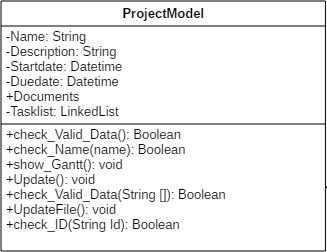 ProjectModel
-Name: String
-Description: String
-Startdate: Datetime
-Duedate: Datetime
+Documents
-Tasklist: LinkedList
+check_Valid_Data(): Boolean
+check_Name(name): Boolean
+show_Gantt(): void
+Update(): void
+check_Valid_Data(String []): Boolean
+UpdateFile(): void
+check_ID(String Id): Boolean